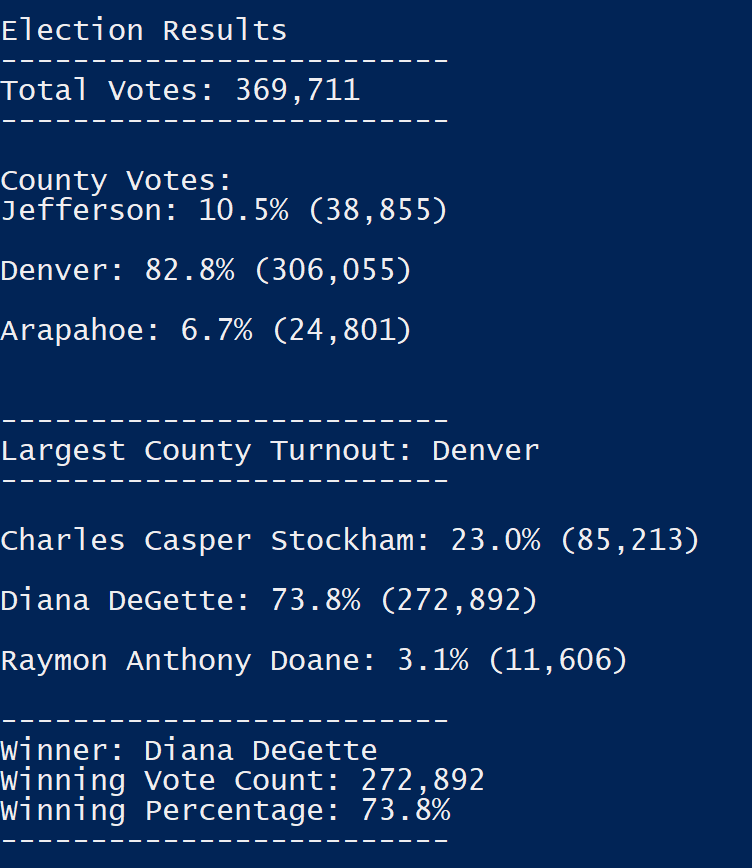 Election Results
-------------------------
Total Votes: 369,711
-------------------------
County Votes:
Jefferson: 10.5% (38,855)
Denver: 82.8% (306,055)
Arapahoe: 6.7% (24,801)
-------------------------
Largest County Turnout: Denver
-------------------------
Charles Casper Stockham: 23.0% (85,213)
Diana DeGette: 73.8% (272,892)
Raymon Anthony Doane: 3.1% (11,606)
-------------------------
Winner: Diana DeGette
Winning Vote Count: 272,892
Winning Percentage: 73.8%
-------------------------